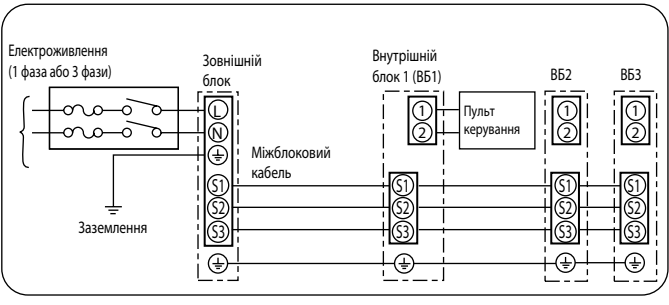 Електроживлення
(1 фаза або 3 фази)
Зовнішній
блок
Внутрішній
блок 1 (ВБ1)
ВБ2
ВБ3
L
N
1
2
Пульт
керування
1
2
1
2
Міжблоковий
кабель
Заземлення
S1
S2
S3
S1
S2
S3
S1
S2
S3
S1
S2
S3